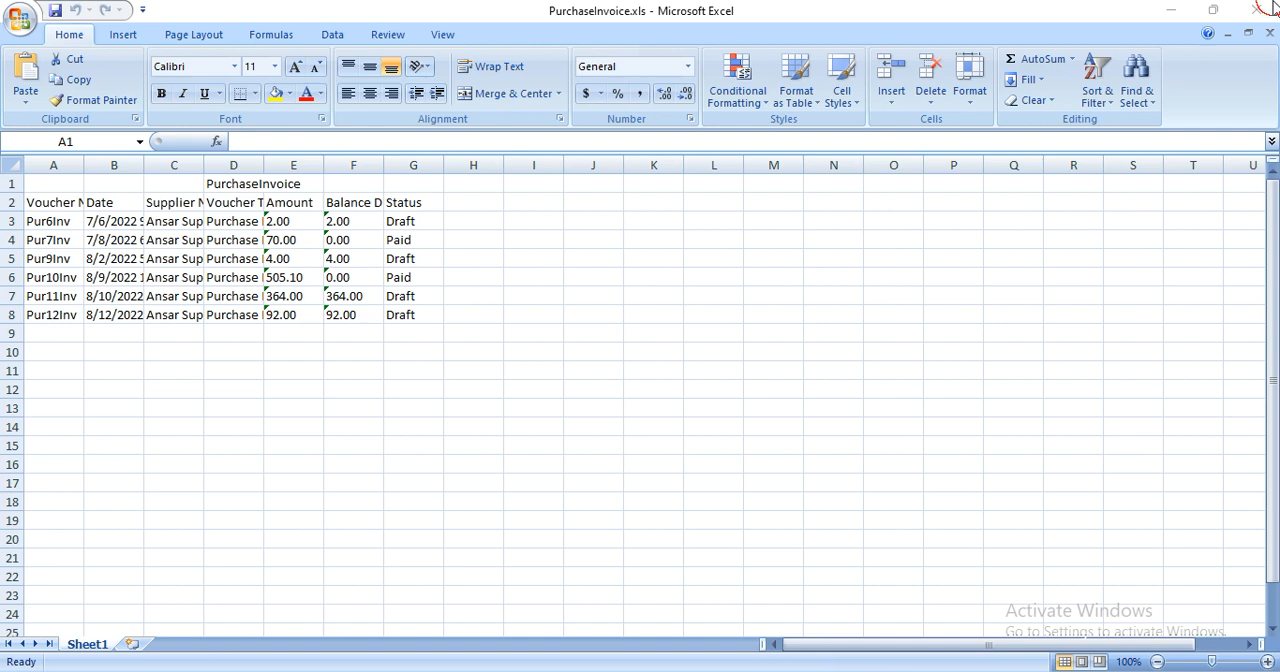 PurchaseInvoice.xls - Microsoft Excel
Home Insert Page Layout Formulas Data Review View
Paste Cut Copy Format Painter
Calibri 11 A A
B I U A
Wrap Text
Merge & Center
General
$ % ,
Conditional Formatting Format as Table Cell Styles
Insert Delete Format
Σ AutoSum Fill Clear
Sort & Filter Find & Select
Clipboard Font Alignment Number Styles Cells Editing
A1 fx
A B C D E F G H I J K L M N O P Q R S T U
1 PurchaseInvoice
2 Voucher N Date Supplier N Voucher T Amount Balance D Status
3 Pur6Inv 7/6/2022 Ansar Sup Purchase 2.00 2.00 Draft
4 Pur7Inv 7/8/2022 Ansar Sup Purchase 70.00 0.00 Paid
5 Pur9Inv 8/2/2022 Ansar Sup Purchase 4.00 4.00 Draft
6 Pur10Inv 8/9/2022 Ansar Sup Purchase 505.10 0.00 Paid
7 Pur11Inv 8/10/2022 Ansar Sup Purchase 364.00 364.00 Draft
8 Pur12Inv 8/12/2022 Ansar Sup Purchase 92.00 92.00 Draft
9
10
11
12
13
14
15
16
17
18
19
20
21
22
23
24
25
Activate Windows
Go to Settings to activate Windows.
Sheet1
Ready 100%